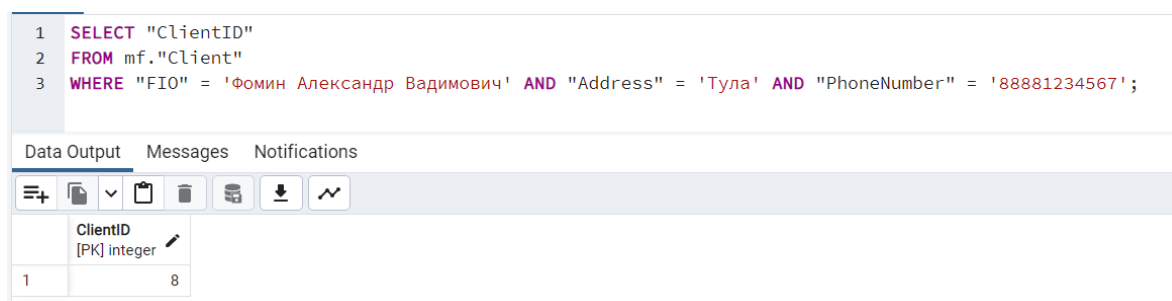 1 SELECT "ClientID"
2 FROM mf."Client"
3 WHERE "FIO" = 'Фомин Александр Вадимович' AND "Address" = 'Тула' AND "PhoneNumber" = '88881234567';
Data Output Messages Notifications
ClientID
[PK] integer
1 8